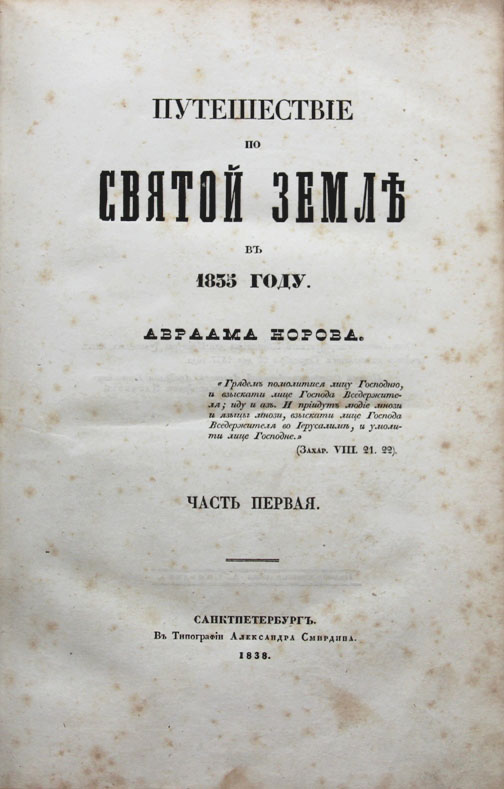 ПУТЕШЕСТВІЕ
ПО
СВЯТОЙ ЗЕМЛѢ
ВЪ
1835 ГОДУ.
АВРААМА НОРОВА.
«Грядемъ помолитися лицу Господню,
и взыскати лице Господа Вседержите-
ля; иду и азъ. И пріидутъ людіе мнози
и языцы мнози, взыскати лице Господа
Вседержителя во Іерусалимѣ, и умоли-
ти лице Господне.»
(Захар. VIII. 21. 22).
ЧАСТЬ ПЕРВАЯ.
САНКТПЕТЕРБУРГЪ.
Въ Типографіи Александра Смирдина.
1838.